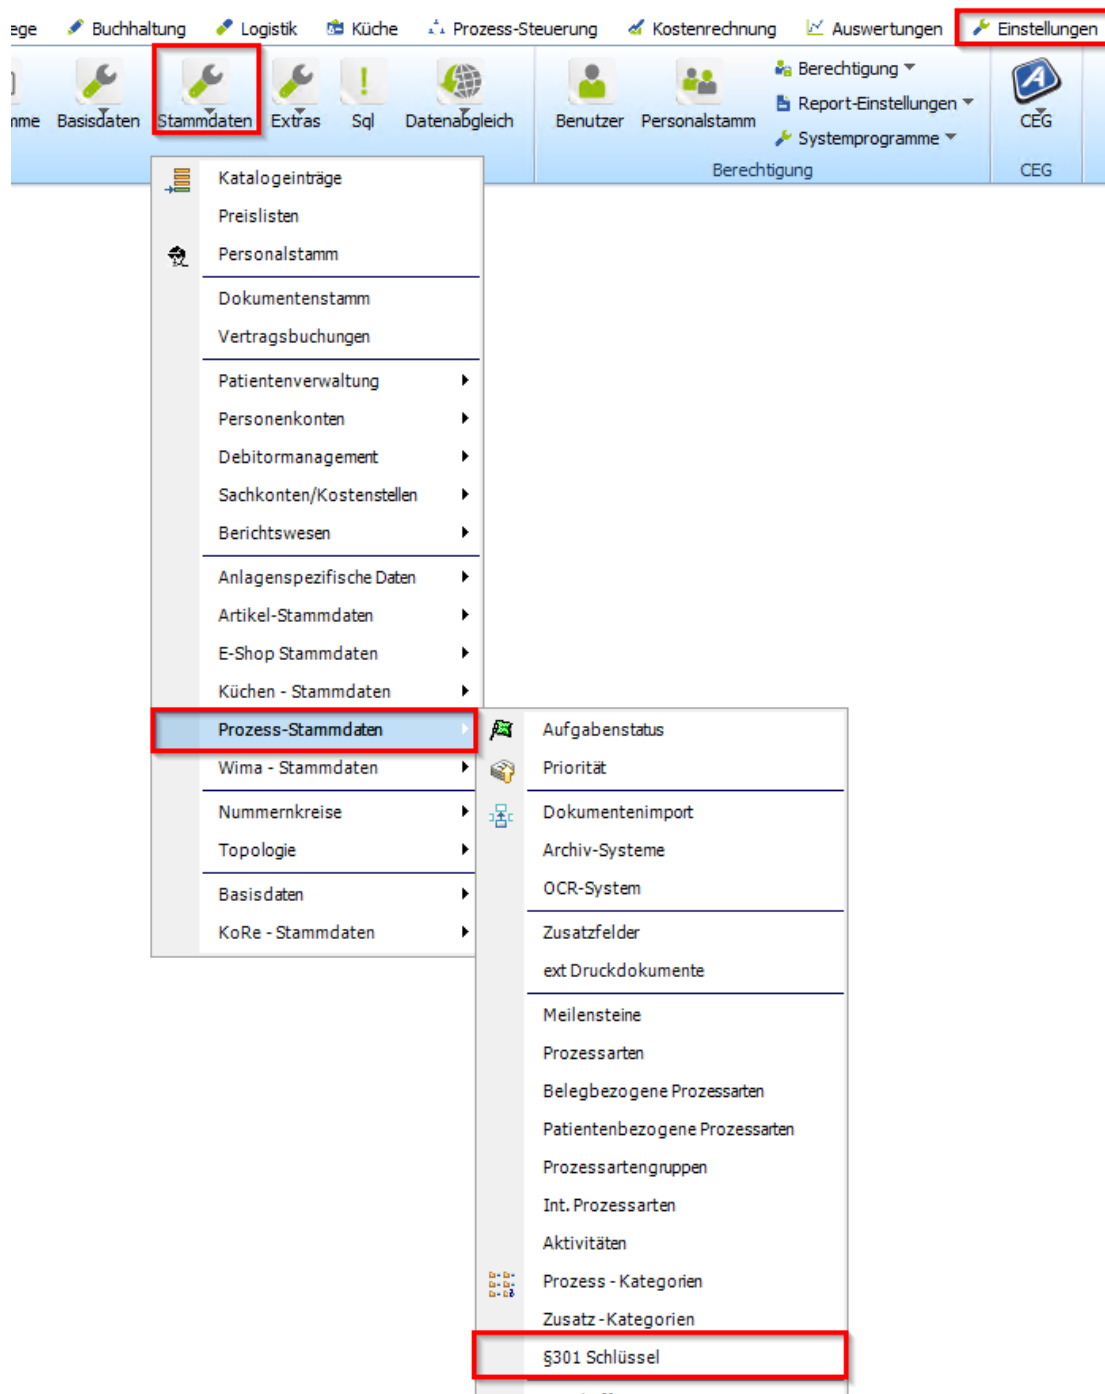 ege Buchhaltung Logistik Küche Prozess-Steuerung Kostenrechnung Auswertungen Einstellungen
mme Basisdaten Stammdaten Extras Sql Datenabgleich Benutzer Personalstamm CEG
Berechtigung
Report-Einstellungen
Systemprogramme
Berechtigung CEG
Katalogeinträge
Preislisten
Personalstamm
Dokumentenstamm
Vertragsbuchungen
Patientenverwaltung
Personenkonten
Debitormanagement
Sachkonten/Kostenstellen
Berichtswesen
Anlagenspezifische Daten
Artikel-Stammdaten
E-Shop Stammdaten
Küchen - Stammdaten
Prozess-Stammdaten
Wima - Stammdaten
Nummernkreise
Topologie
Basisdaten
KoRe - Stammdaten
Aufgabenstatus
Priorität
Dokumentenimport
Archiv-Systeme
OCR-System
Zusatzfelder
ext Druckdokumente
Meilensteine
Prozessarten
Belegbezogene Prozessarten
Patientenbezogene Prozessarten
Prozessartengruppen
Int. Prozessarten
Aktivitäten
Prozess - Kategorien
Zusatz - Kategorien
§301 Schlüssel